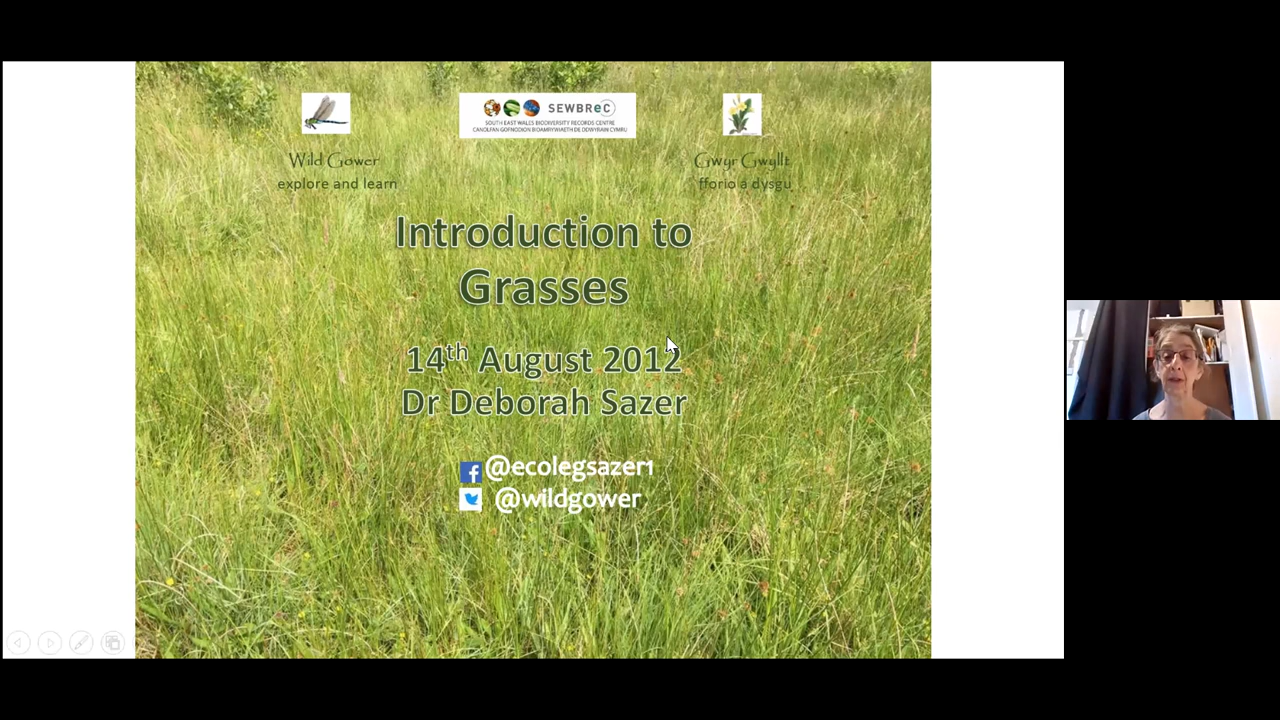 SEWBReC
SOUTH EAST WALES BIODIVERSITY RECORDS CENTRE
CANOLFAN GOFNODION BIOAMRYWIAETH DE DDWYRAIN CYMRU
Wild Gower
explore and learn
Gwyr Gwyllt
fforio a dysgu
Introduction to
Grasses
14th August 2012
Dr Deborah Sazer
@ecolegsazer1
@wildgower